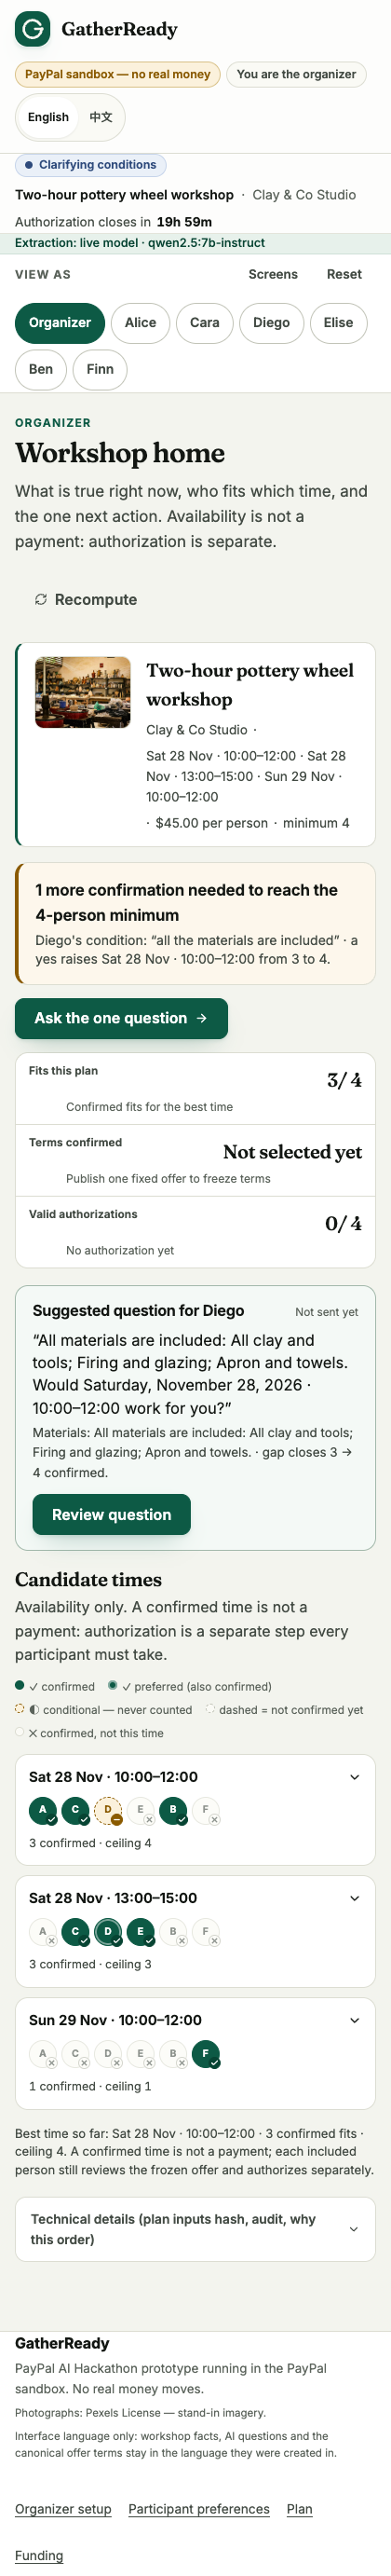 GatherReady
PayPal sandbox — no real money
You are the organizer
English
中文
Clarifying conditions
Two-hour pottery wheel workshop · Clay & Co Studio
Authorization closes in 19h 59m
Extraction: live model · qwen2.5:7b-instruct
VIEW AS
Screens
Reset
Organizer
Alice
Cara
Diego
Elise
Ben
Finn
ORGANIZER
Workshop home
What is true right now, who fits which time, and
the one next action. Availability is not a
payment: authorization is separate.
Recompute
Two-hour pottery wheel
workshop
Clay & Co Studio ·
Sat 28 Nov · 10:00–12:00 · Sat 28
Nov · 13:00–15:00 · Sun 29 Nov ·
10:00–12:00
· $45.00 per person · minimum 4
1 more confirmation needed to reach the
4-person minimum
Diego's condition: “all the materials are included” · a
yes raises Sat 28 Nov · 10:00–12:00 from 3 to 4.
Ask the one question →
Fits this plan
3/ 4
Confirmed fits for the best time
Terms confirmed
Not selected yet
Publish one fixed offer to freeze terms
Valid authorizations
0/ 4
No authorization yet
Suggested question for Diego
Not sent yet
“All materials are included: All clay and
tools; Firing and glazing; Apron and towels.
Would Saturday, November 28, 2026 ·
10:00–12:00 work for you?”
Materials: All materials are included: All clay and tools;
Firing and glazing; Apron and towels. · gap closes 3 →
4 confirmed.
Review question
Candidate times
Availability only. A confirmed time is not a
payment: authorization is a separate step every
participant must take.
✓ confirmed
✓ preferred (also confirmed)
◐ conditional — never counted
dashed = not confirmed yet
✕ confirmed, not this time
Sat 28 Nov · 10:00–12:00
A C D E B F
3 confirmed · ceiling 4
Sat 28 Nov · 13:00–15:00
A C D E B F
3 confirmed · ceiling 3
Sun 29 Nov · 10:00–12:00
A C D E B F
1 confirmed · ceiling 1
Best time so far: Sat 28 Nov · 10:00–12:00 · 3 confirmed fits ·
ceiling 4. A confirmed time is not a payment; each included
person still reviews the frozen offer and authorizes separately.
Technical details (plan inputs hash, audit, why
this order)
GatherReady
PayPal AI Hackathon prototype running in the PayPal
sandbox. No real money moves.
Photographs: Pexels License — stand-in imagery.
Interface language only: workshop facts, AI questions and the
canonical offer terms stay in the language they were created in.
Organizer setup
Participant preferences
Plan
Funding